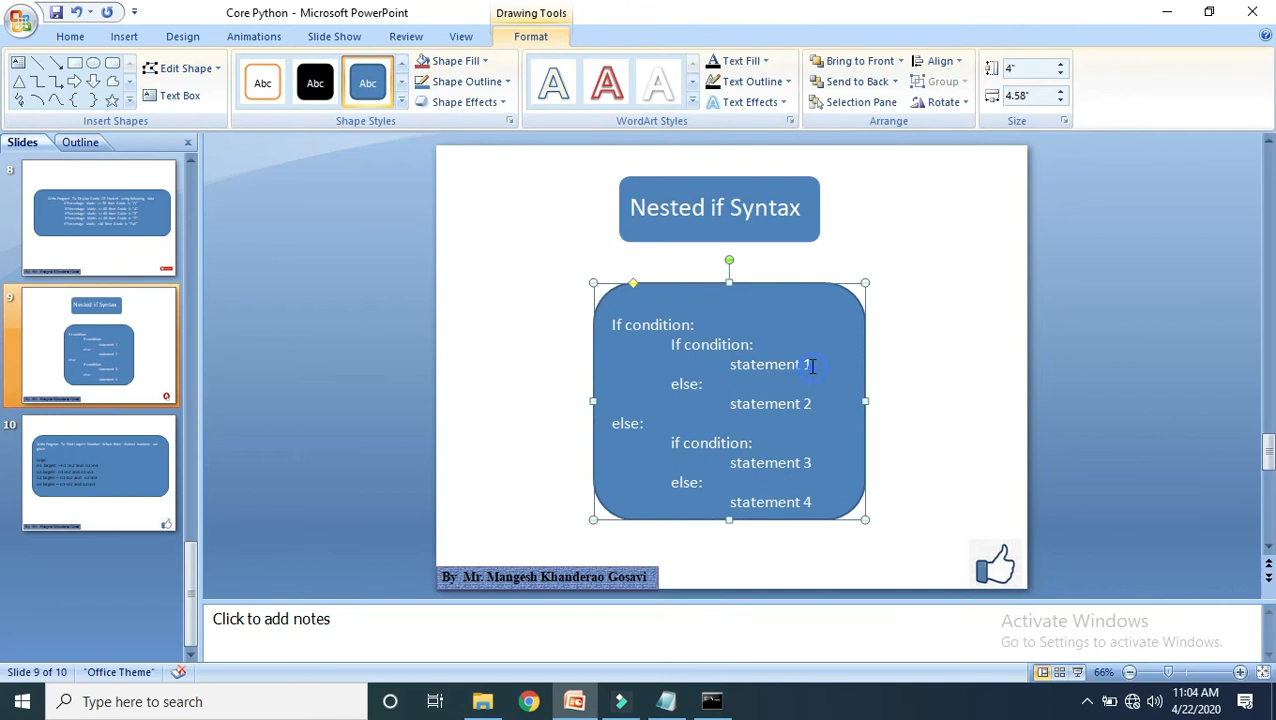 Core Python - Microsoft PowerPoint
Drawing Tools
Home Insert Design Animations Slide Show Review View Format
Edit Shape
Text Box
Insert Shapes
Abc Abc Abc
Shape Fill
Shape Outline
Shape Effects
Shape Styles
A A A
Text Fill
Text Outline
Text Effects
WordArt Styles
Bring to Front
Send to Back
Selection Pane
Align
Group
Rotate
Arrange
4"
4.58"
Size
Slides Outline
8
9
Nested if Syntax
10
Nested if Syntax
If condition:
If condition:
statement 1
else:
statement 2
else:
if condition:
statement 3
else:
statement 4
By Mr. Mangesh Khanderao Gosavi
Click to add notes
Activate Windows
Go to Settings to activate Windows.
Slide 9 of 10 "Office Theme" 66%
Type here to search
11:04 AM
4/22/2020